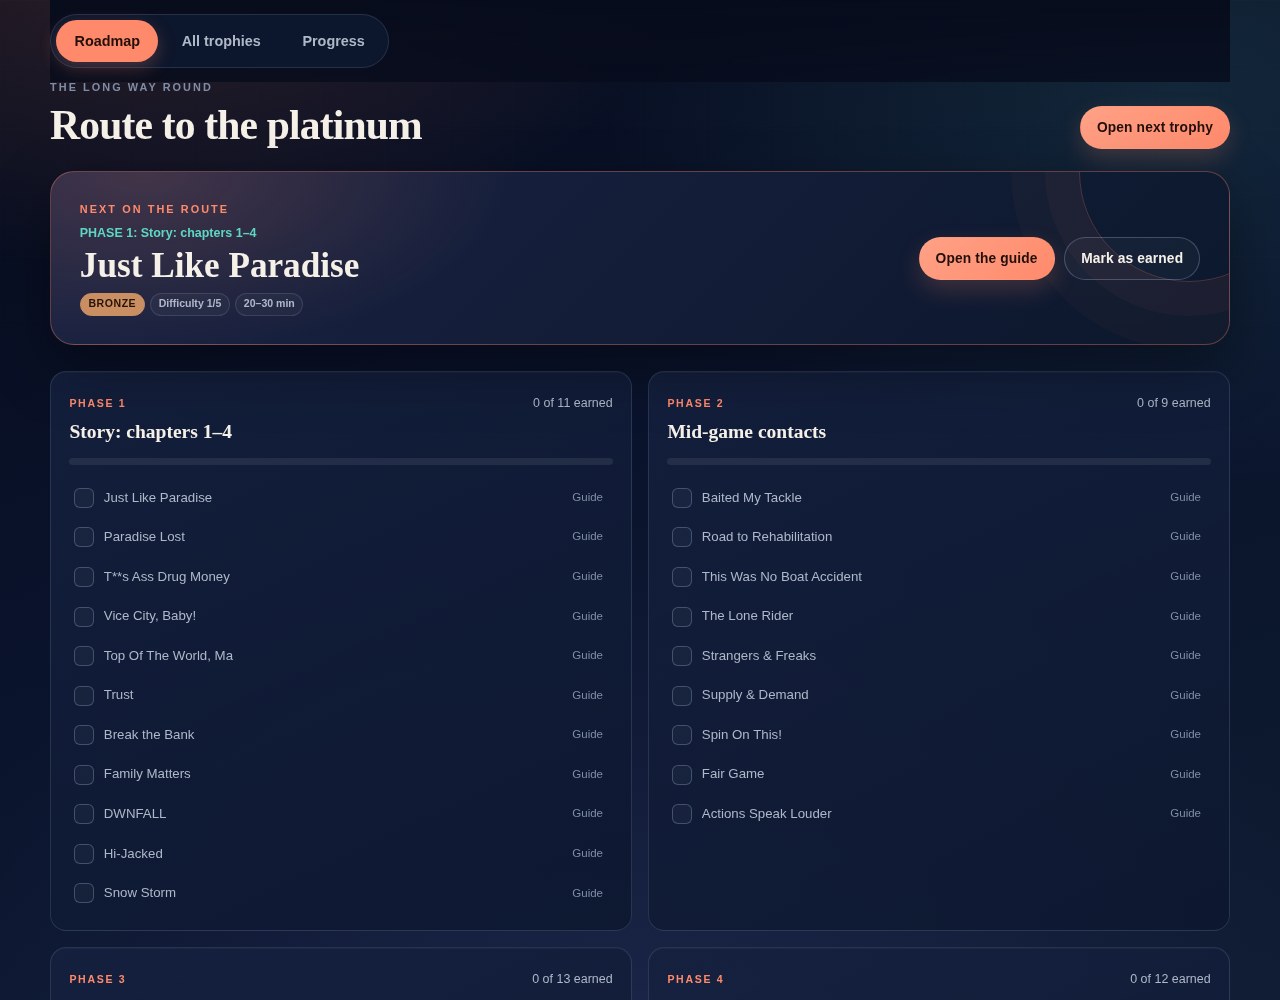 Roadmap All trophies Progress
THE LONG WAY ROUND
Route to the platinum
Open next trophy
NEXT ON THE ROUTE
PHASE 1: Story: chapters 1–4
Just Like Paradise
BRONZE Difficulty 1/5 20–30 min
Open the guide Mark as earned
PHASE 1 0 of 11 earned
Story: chapters 1–4
Just Like Paradise Guide
Paradise Lost Guide
T**s Ass Drug Money Guide
Vice City, Baby! Guide
Top Of The World, Ma Guide
Trust Guide
Break the Bank Guide
Family Matters Guide
DWNFALL Guide
Hi-Jacked Guide
Snow Storm Guide
PHASE 2 0 of 9 earned
Mid-game contacts
Baited My Tackle Guide
Road to Rehabilitation Guide
This Was No Boat Accident Guide
The Lone Rider Guide
Strangers & Freaks Guide
Supply & Demand Guide
Spin On This! Guide
Fair Game Guide
Actions Speak Louder Guide
PHASE 3 0 of 13 earned
PHASE 4 0 of 12 earned